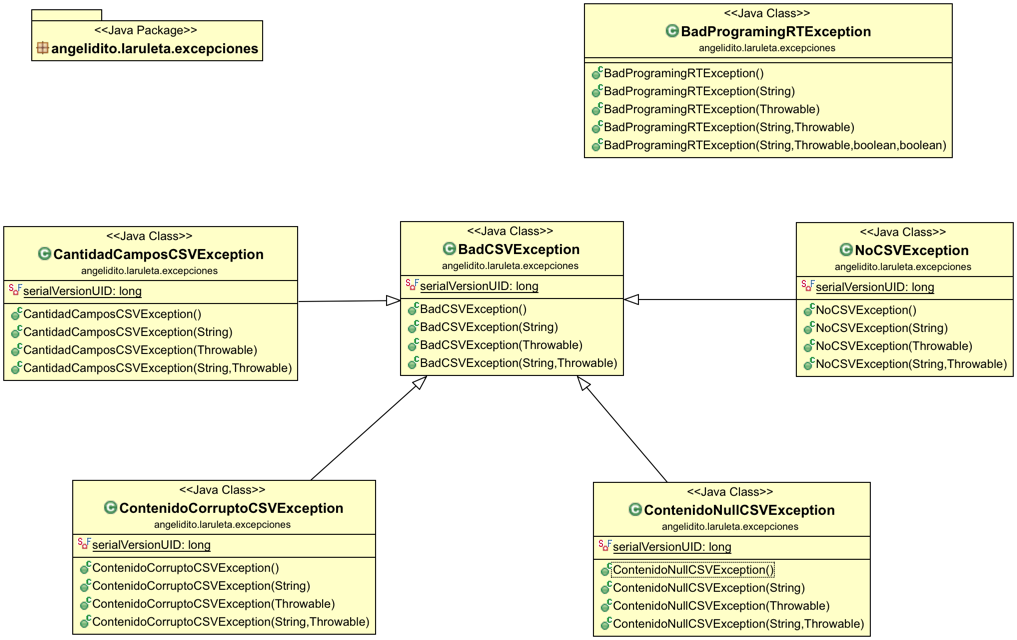 <<Java Package>>
angelidito.laruleta.excepciones
<<Java Class>>
BadProgramingRTException
angelidito.laruleta.excepciones
BadProgramingRTException()
BadProgramingRTException(String)
BadProgramingRTException(Throwable)
BadProgramingRTException(String,Throwable)
BadProgramingRTException(String,Throwable,boolean,boolean)
<<Java Class>>
CantidadCamposCSVException
angelidito.laruleta.excepciones
serialVersionUID: long
CantidadCamposCSVException()
CantidadCamposCSVException(String)
CantidadCamposCSVException(Throwable)
CantidadCamposCSVException(String,Throwable)
<<Java Class>>
BadCSVException
angelidito.laruleta.excepciones
serialVersionUID: long
BadCSVException()
BadCSVException(String)
BadCSVException(Throwable)
BadCSVException(String,Throwable)
<<Java Class>>
NoCSVException
angelidito.laruleta.excepciones
serialVersionUID: long
NoCSVException()
NoCSVException(String)
NoCSVException(Throwable)
NoCSVException(String,Throwable)
<<Java Class>>
ContenidoCorruptoCSVException
angelidito.laruleta.excepciones
serialVersionUID: long
ContenidoCorruptoCSVException()
ContenidoCorruptoCSVException(String)
ContenidoCorruptoCSVException(Throwable)
ContenidoCorruptoCSVException(String,Throwable)
<<Java Class>>
ContenidoNullCSVException
angelidito.laruleta.excepciones
serialVersionUID: long
ContenidoNullCSVException()
ContenidoNullCSVException(String)
ContenidoNullCSVException(Throwable)
ContenidoNullCSVException(String,Throwable)